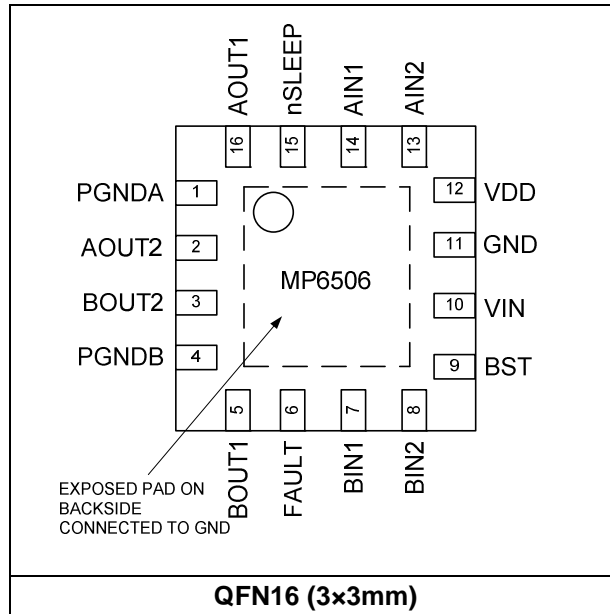 AOUT1
nSLEEP
AIN1
AIN2
16
15
14
13
PGNDA 1
AOUT2 2
BOUT2 3
PGNDB 4
MP6506
12 VDD
11 GND
10 VIN
9 BST
5
6
7
8
BOUT1
FAULT
BIN1
BIN2
EXPOSED PAD ON
BACKSIDE
CONNECTED TO GND
QFN16 (3×3mm)